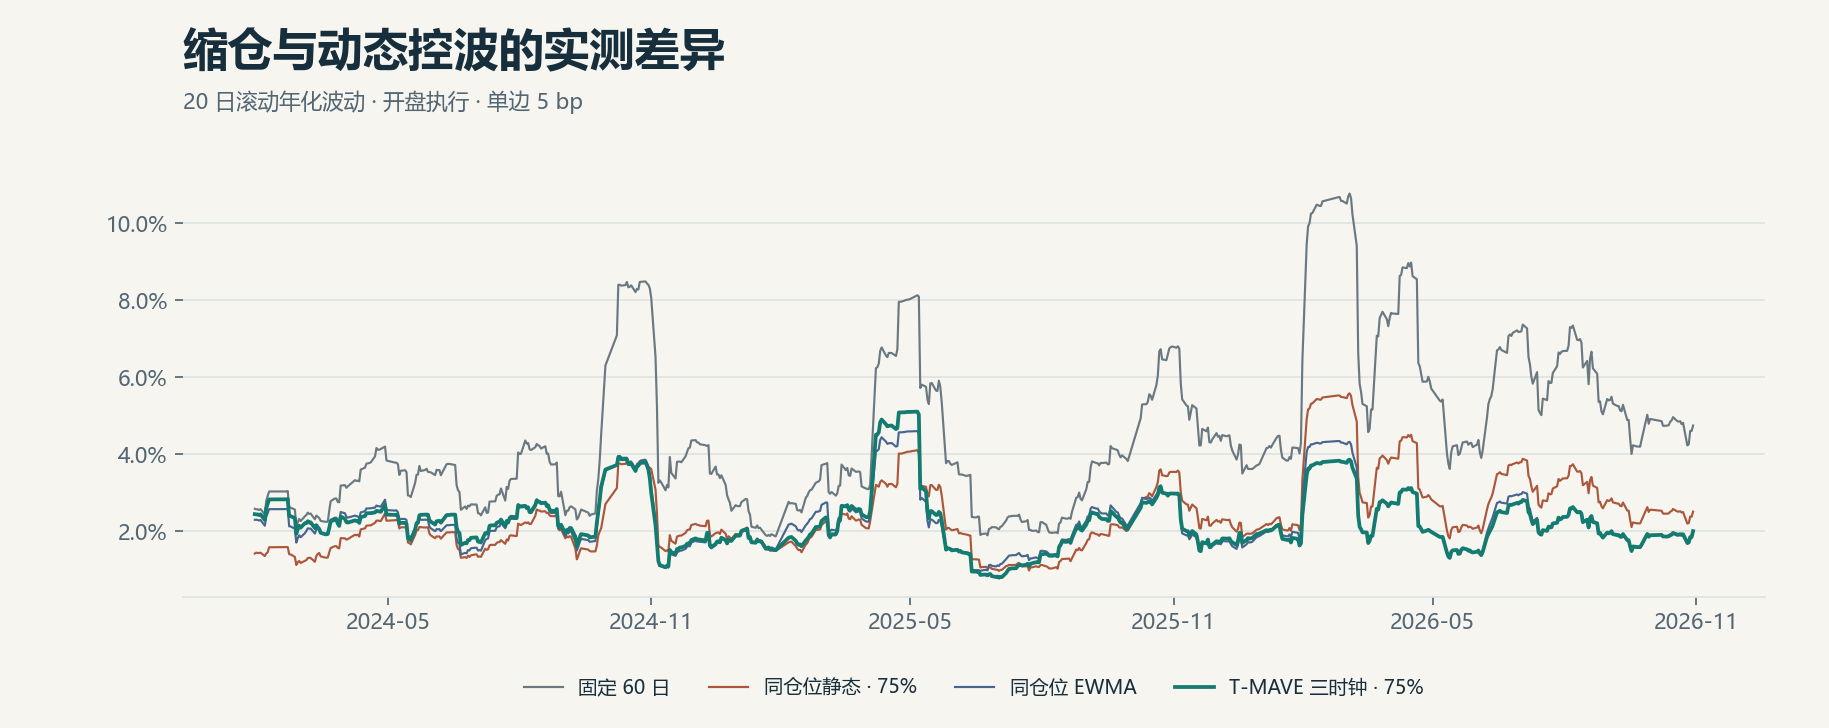 缩仓与动态控波的实测差异
20 日滚动年化波动 · 开盘执行 · 单边 5 bp
10.0%
8.0%
6.0%
4.0%
2.0%
2024-05 2024-11 2025-05 2025-11 2026-05 2026-11
固定 60 日 同仓位静态 · 75% 同仓位 EWMA T-MAVE 三时钟 · 75%